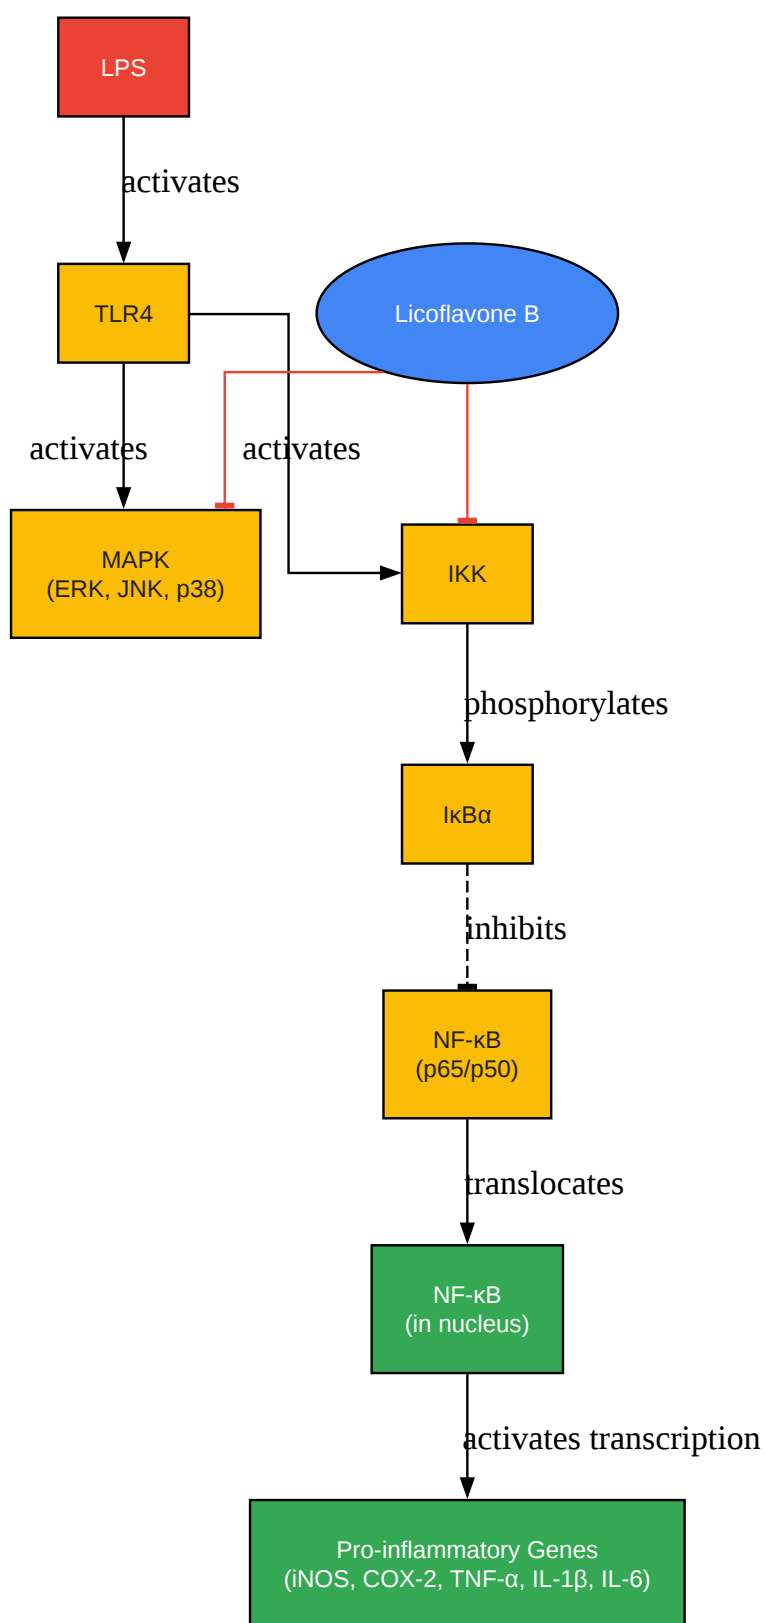 LPS
activates
TLR4
Licoflavone B
activates
activates
MAPK
(ERK, JNK, p38)
IKK
phosphorylates
IκBα
inhibits
NF-κB
(p65/p50)
translocates
NF-κB
(in nucleus)
activates transcription
Pro-inflammatory Genes
(iNOS, COX-2, TNF-α, IL-1β, IL-6)